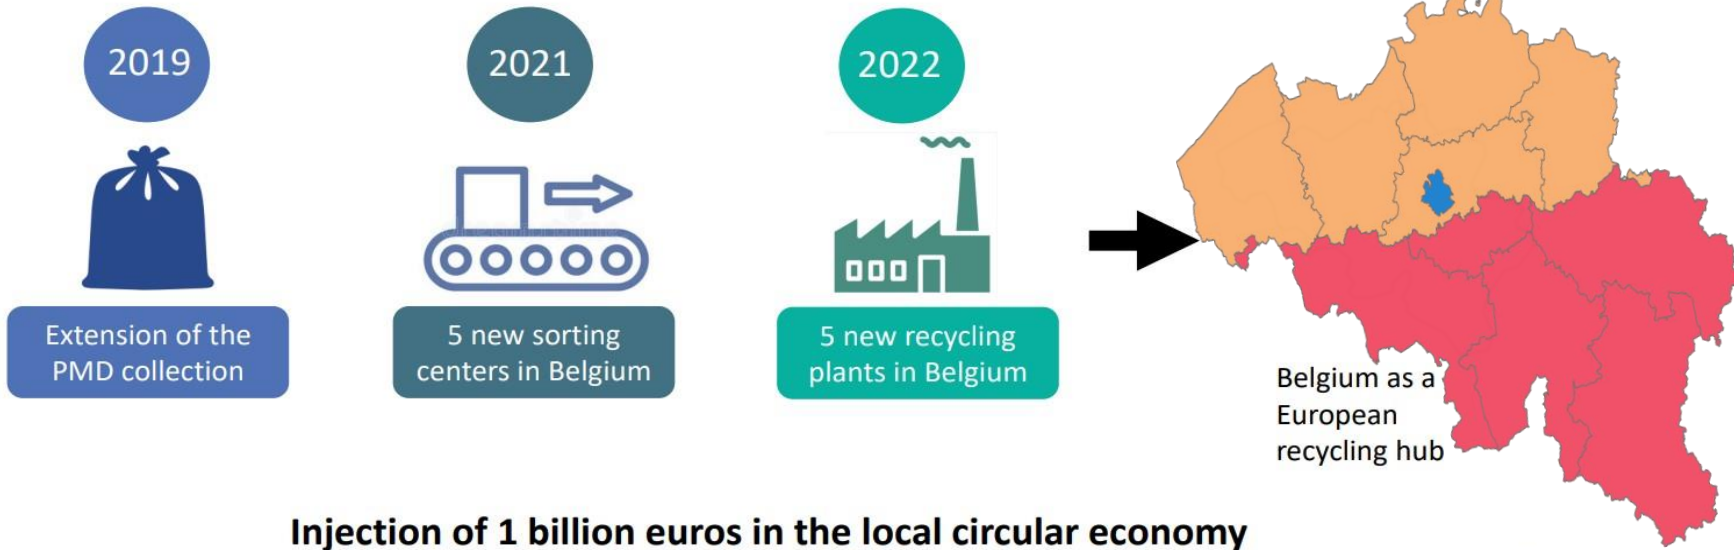 2019
2021
2022
Extension of the
PMD collection
5 new sorting
centers in Belgium
5 new recycling
plants in Belgium
Belgium as a
European
recycling hub
Injection of 1 billion euros in the local circular economy